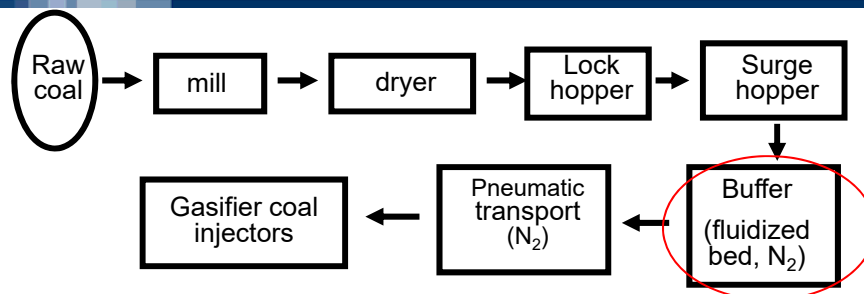 Raw
coal
mill
dryer
Lock
hopper
Surge
hopper
Buffer
(fluidized
bed, N₂)
Pneumatic
transport
(N₂)
Gasifier coal
injectors